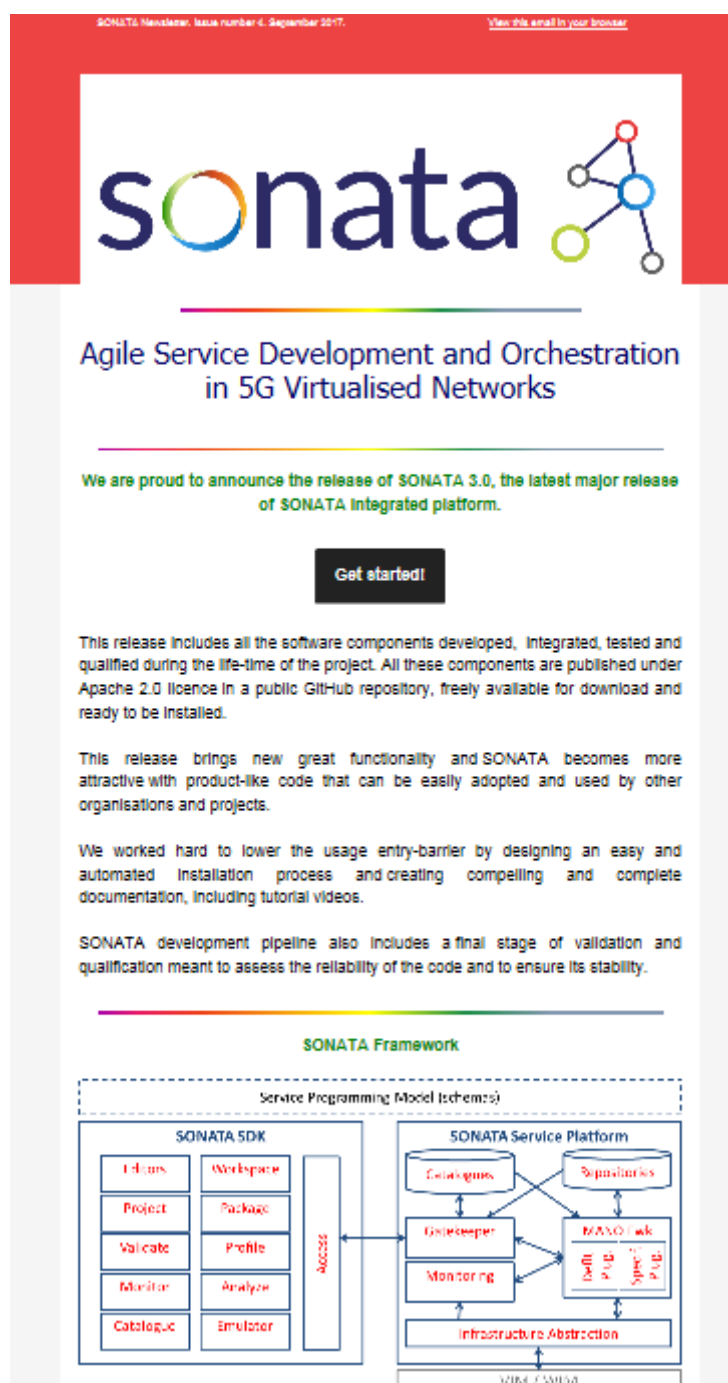 SONATA Newsletter. Issue number 6. September 2017.
View this email in your browser
sonata
Agile Service Development and Orchestration
in 5G Virtualised Networks
We are proud to announce the release of SONATA 3.0, the latest major release
of SONATA integrated platform.
Get started!
This release includes all the software components developed, integrated, tested and
qualified during the life-time of the project. All these components are published under
Apache 2.0 licence in a public GitHub repository, freely available for download and
ready to be installed.
This release brings new great functionality and SONATA becomes more
attractive with product-like code that can be easily adopted and used by other
organisations and projects.
We worked hard to lower the usage entry-barrier by designing an easy and
automated installation process and creating compelling and complete
documentation, including tutorial videos.
SONATA development pipeline also includes a final stage of validation and
qualification meant to assess the reliability of the code and to ensure its stability.
SONATA Framework
Service Programming Model (schemas)
SONATA SDK
SONATA Service Platform
Editors
Workspace
Catalogues
Repositories
Project
Package
Gatekeeper
MANO Fwk
Validate
Profile
Access
Plug.
Plug.
Monitor
Analyze
Monitoring
Catalogue
Emulator
Infrastructure Abstraction
VIM / WIM